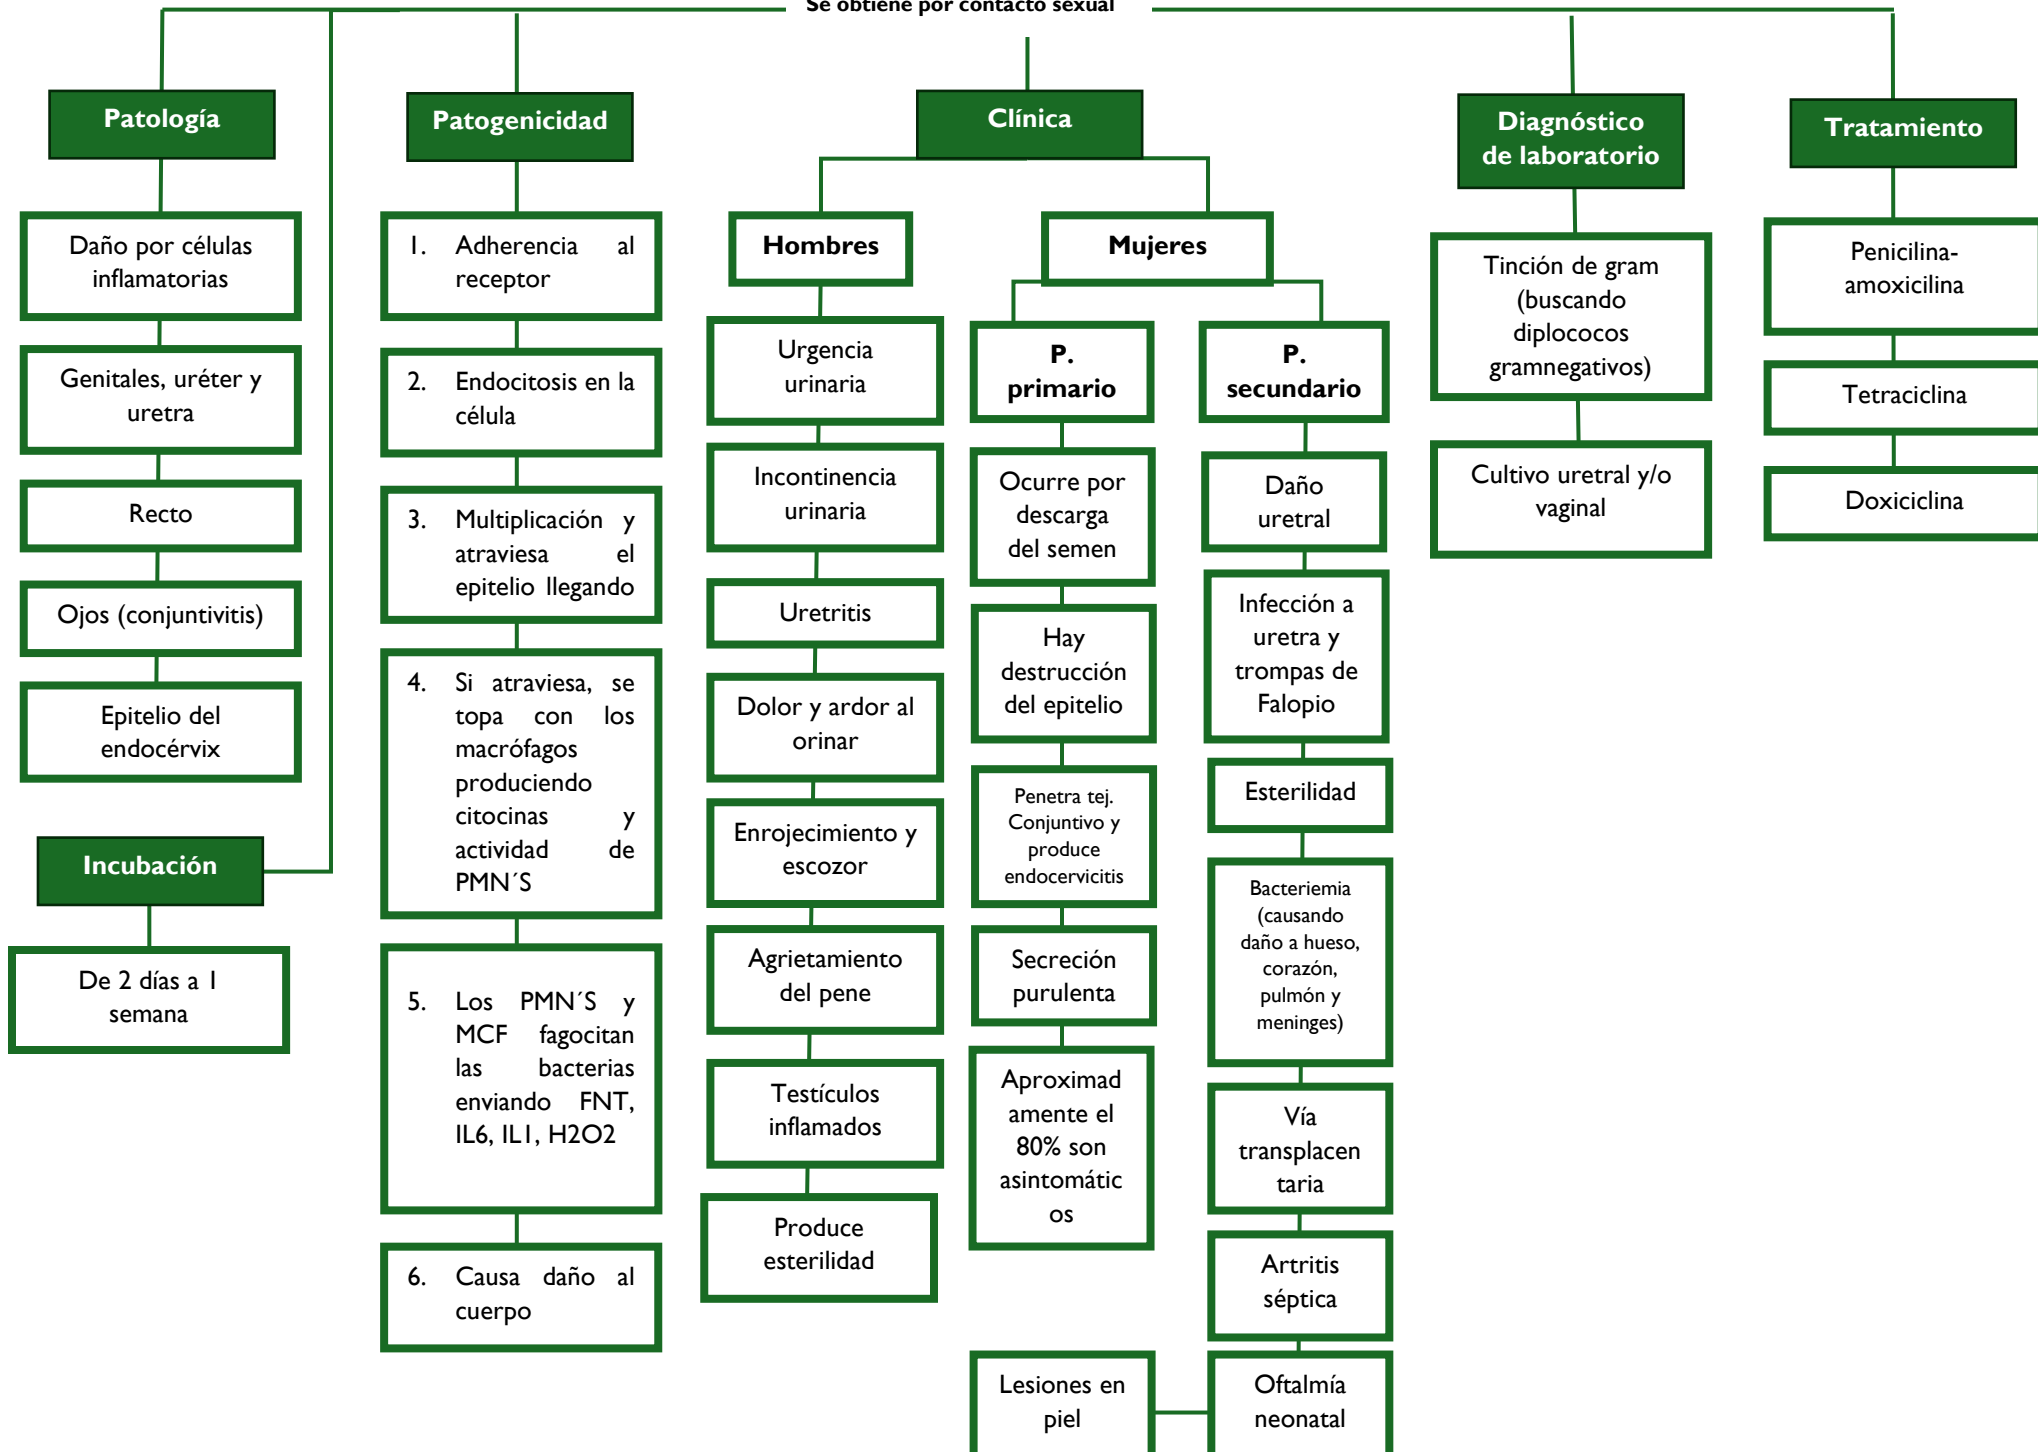 Se obtiene por contacto sexual
Patología
Daño por células
inflamatorias
Genitales, uréter y
uretra
Recto
Ojos (conjuntivitis)
Epitelio del
endocérvix
Incubación
De 2 días a 1
semana
Patogenicidad
1. Adherencia al
receptor
2. Endocitosis en la
célula
3. Multiplicación y
atraviesa el
epitelio llegando
4. Si atraviesa, se
topa con los
macrófagos
produciendo
citocinas y
actividad de
PMN´S
5. Los PMN´S y
MCF fagocitan
las bacterias
enviando FNT,
IL6, IL1, H2O2
6. Causa daño al
cuerpo
Clínica
Hombres
Urgencia
urinaria
Incontinencia
urinaria
Uretritis
Dolor y ardor al
orinar
Enrojecimiento y
escozor
Agrietamiento
del pene
Testículos
inflamados
Produce
esterilidad
Mujeres
P.
primario
Ocurre por
descarga
del semen
Hay
destrucción
del epitelio
Penetra tej.
Conjuntivo y
produce
endocervicitis
Secreción
purulenta
Aproximad
amente el
80% son
asintomátic
os
P.
secundario
Daño
uretral
Infección a
uretra y
trompas de
Falopio
Esterilidad
Bacteriemia
(causando
daño a hueso,
corazón,
pulmón y
meninges)
Vía
transplacen
taria
Artritis
séptica
Oftalmía
neonatal
Lesiones en
piel
Diagnóstico
de laboratorio
Tinción de gram
(buscando
diplococos
gramnegativos)
Cultivo uretral y/o
vaginal
Tratamiento
Penicilina-
amoxicilina
Tetraciclina
Doxiciclina